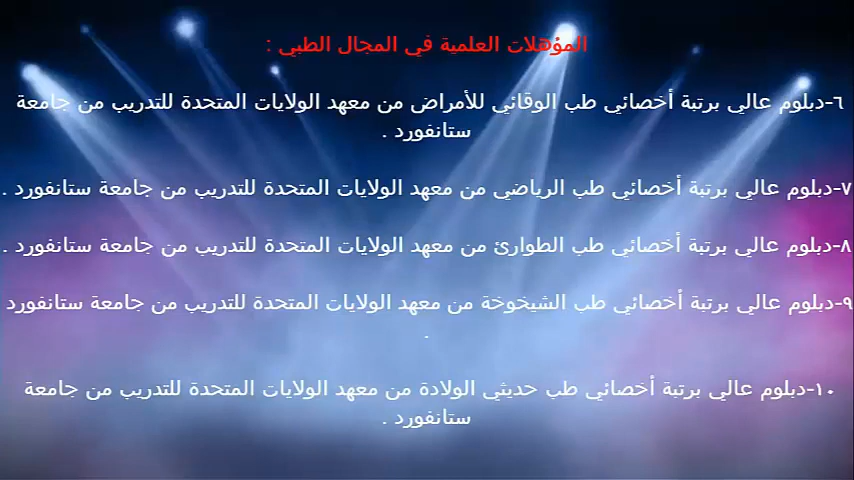 المؤهلات العلمية في المجال الطبي :
٦-دبلوم عالي برتبة أخصائي طب الوقائي للأمراض من معهد الولايات المتحدة للتدريب من جامعة
ستانفورد .
٧-دبلوم عالي برتبة أخصائي طب الرياضي من معهد الولايات المتحدة للتدريب من جامعة ستانفورد .
٨-دبلوم عالي برتبة أخصائي طب الطوارئ من معهد الولايات المتحدة للتدريب من جامعة ستانفورد .
٩-دبلوم عالي برتبة أخصائي طب الشيخوخة من معهد الولايات المتحدة للتدريب من جامعة ستانفورد
.
١٠-دبلوم عالي برتبة أخصائي طب حديثي الولادة من معهد الولايات المتحدة للتدريب من جامعة
ستانفورد .